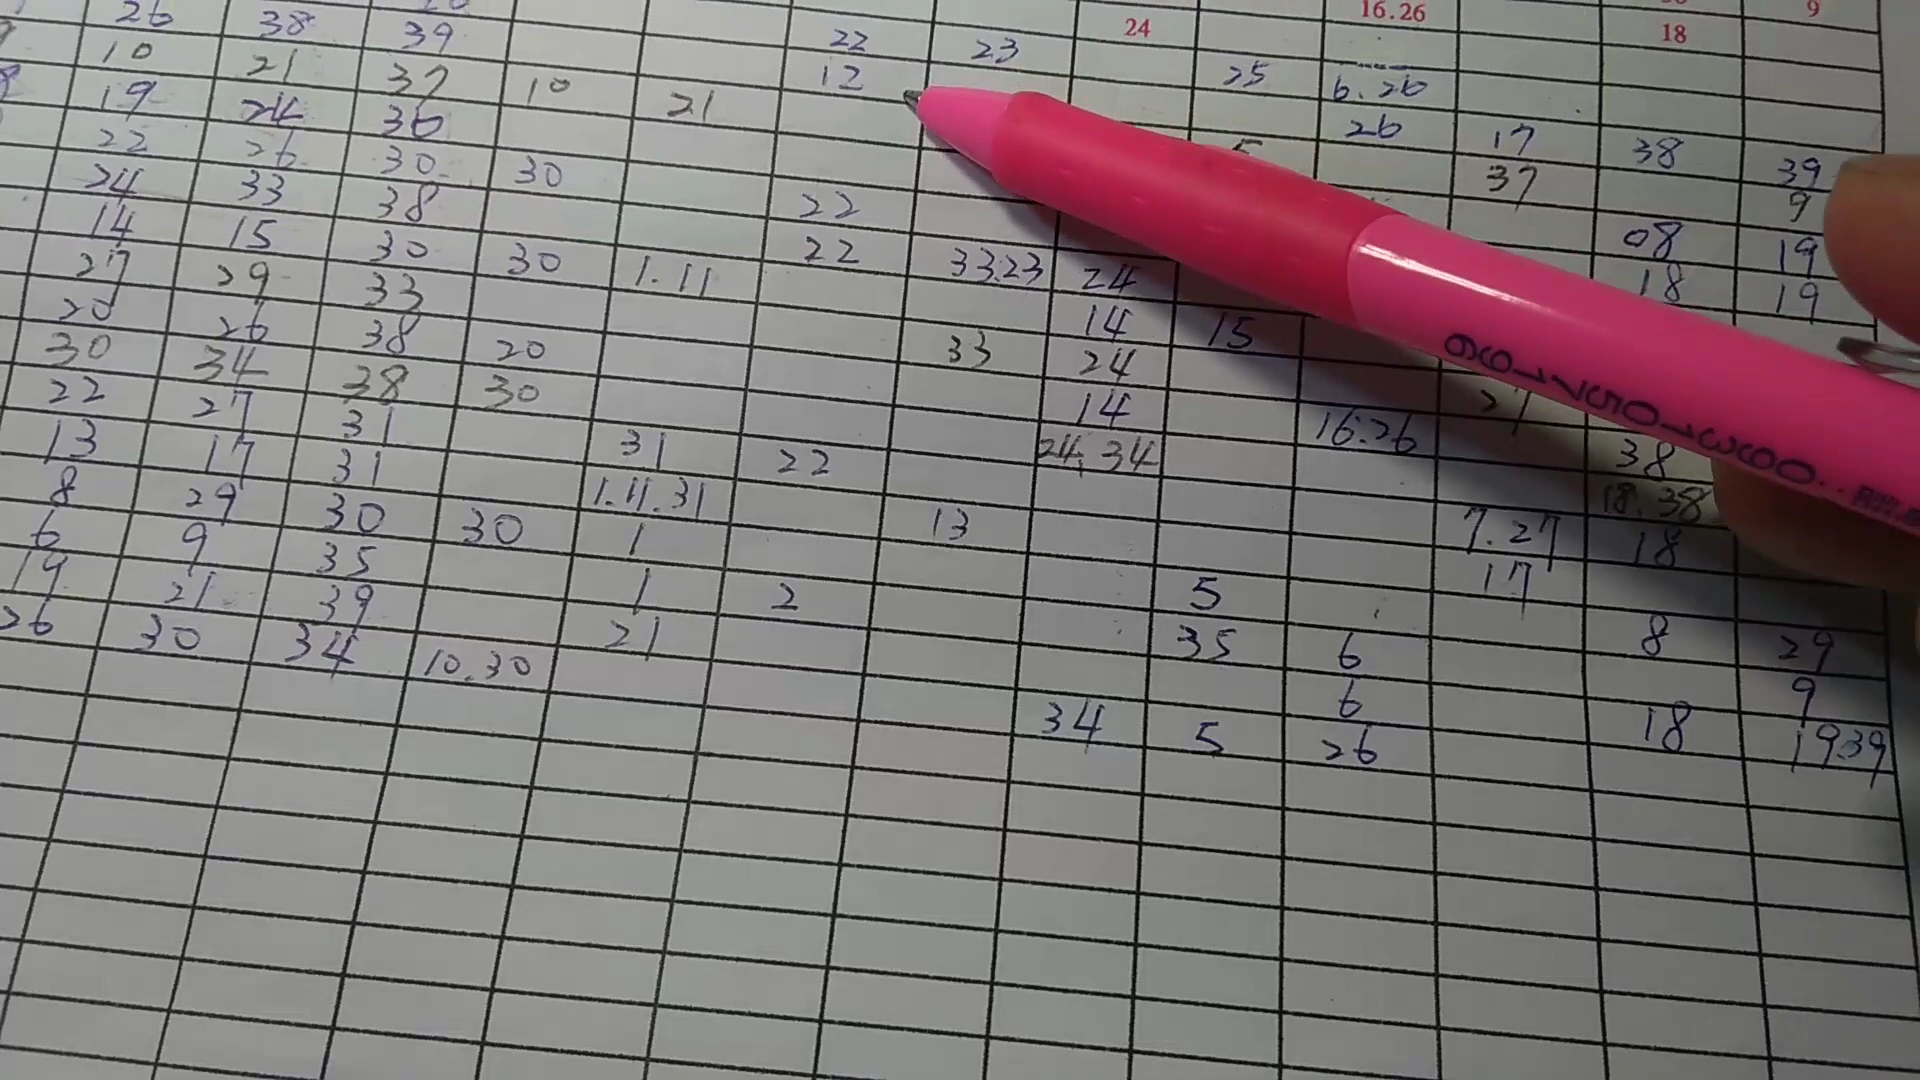 26 38 16.26 9
10 21 39 22 23 24 18
19 24 37 10 21 12 25 6.26
22 26 36 26 17 38 39
24 33 30 30 37 9
14 15 38 22 08 19
27 29 30 30 1.11 22 33.23 24 18 19
20 26 33 14 15
30 34 38 20 33 24
22 27 38 30 14 27
13 17 31 31 22 24.34 16.26 38
8 29 31 1.11.31 18.38
6 9 30 30 1 13 7.27 18
19 21 35 1 2 5 17
26 30 39 21 35 6 8 29
34 10.30 6 9
34 5 26 18 19.39